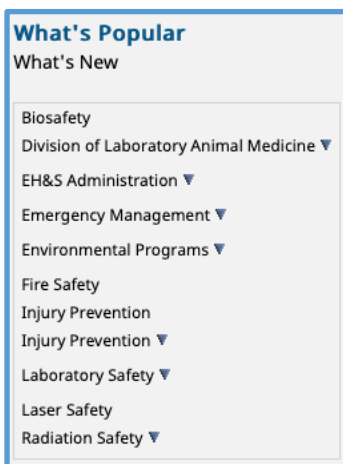 What's Popular
What's New
Biosafety
Division of Laboratory Animal Medicine
EH&S Administration
Emergency Management
Environmental Programs
Fire Safety
Injury Prevention
Injury Prevention
Laboratory Safety
Laser Safety
Radiation Safety